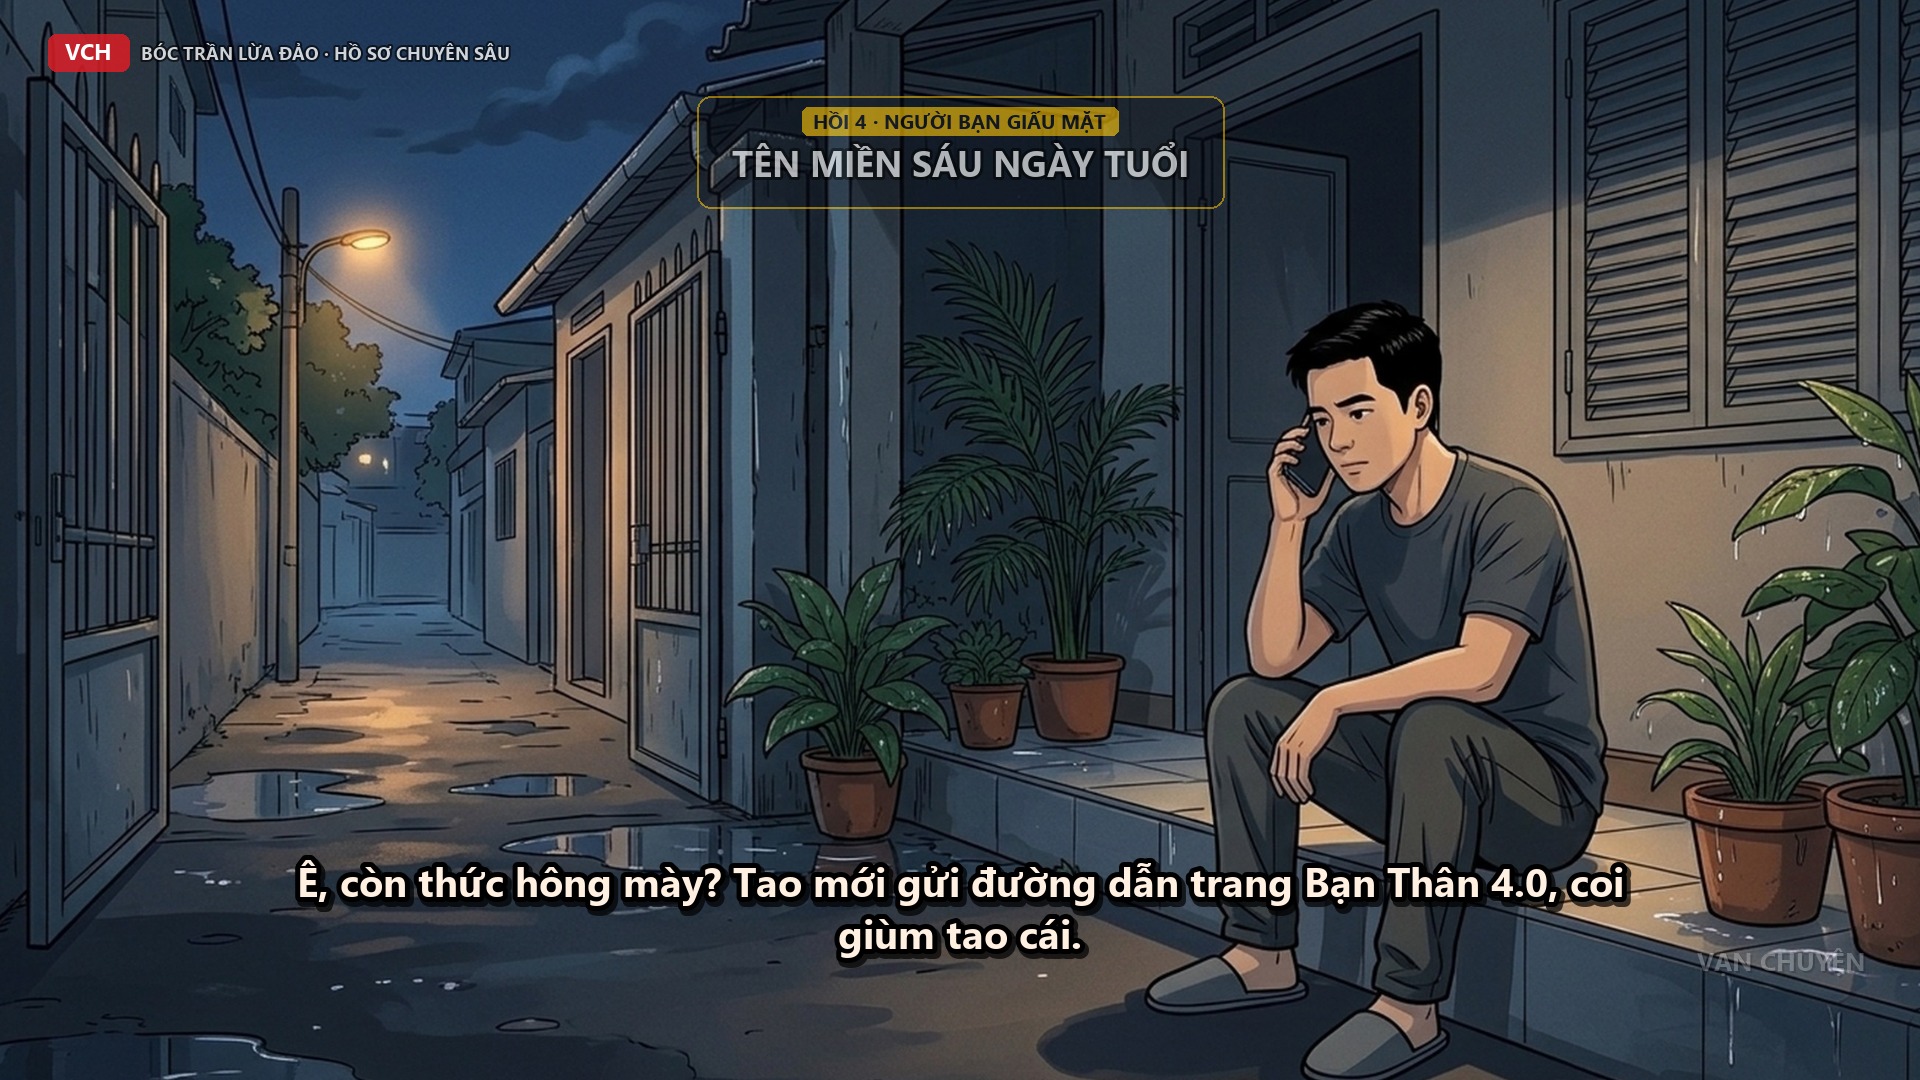 VCH BÓC TRẦN LỪA ĐẢO · HỒ SƠ CHUYÊN SÂU
HỒI 4 · NGƯỜI BẠN GIẤU MẶT
TÊN MIỀN SÁU NGÀY TUỔI
Ê, còn thức hông mày? Tao mới gửi đường dẫn trang Bạn Thân 4.0, coi
giùm tao cái.
VẠN CHUYỆN